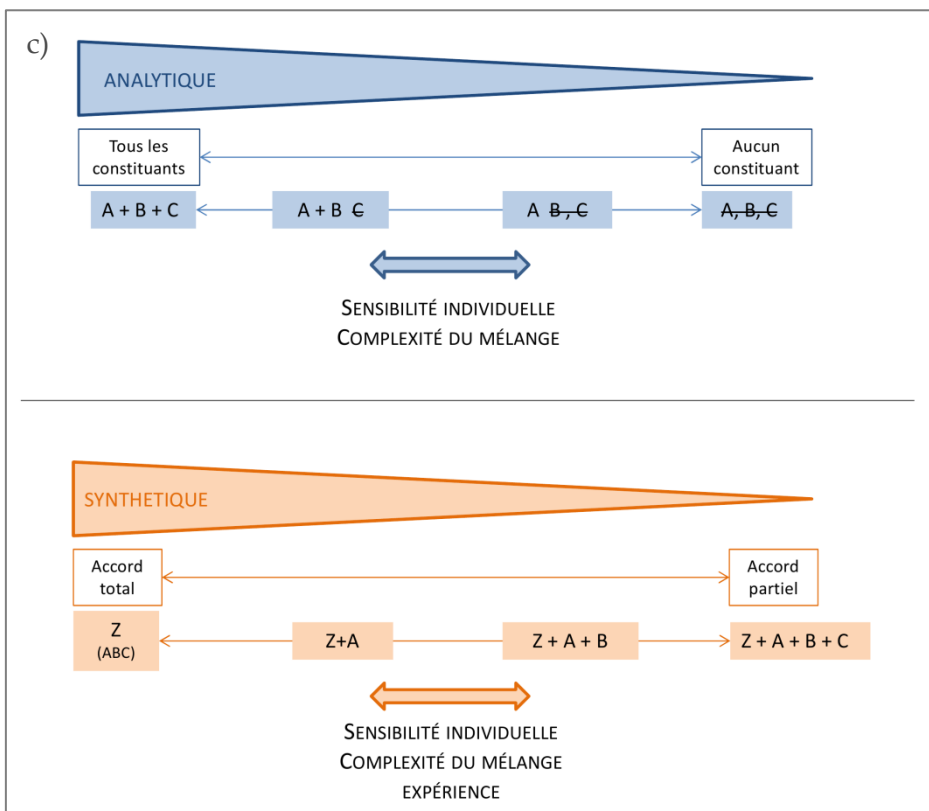 c)
ANALYTIQUE
Tous les
constituants
Aucun
constituant
A + B + C
A + B C
A B , C
A, B, C
SENSIBILITÉ INDIVIDUELLE
COMPLEXITÉ DU MÉLANGE
SYNTHETIQUE
Accord
total
Accord
partiel
Z
(ABC)
Z+A
Z + A + B
Z + A + B + C
SENSIBILITÉ INDIVIDUELLE
COMPLEXITÉ DU MÉLANGE
EXPÉRIENCE